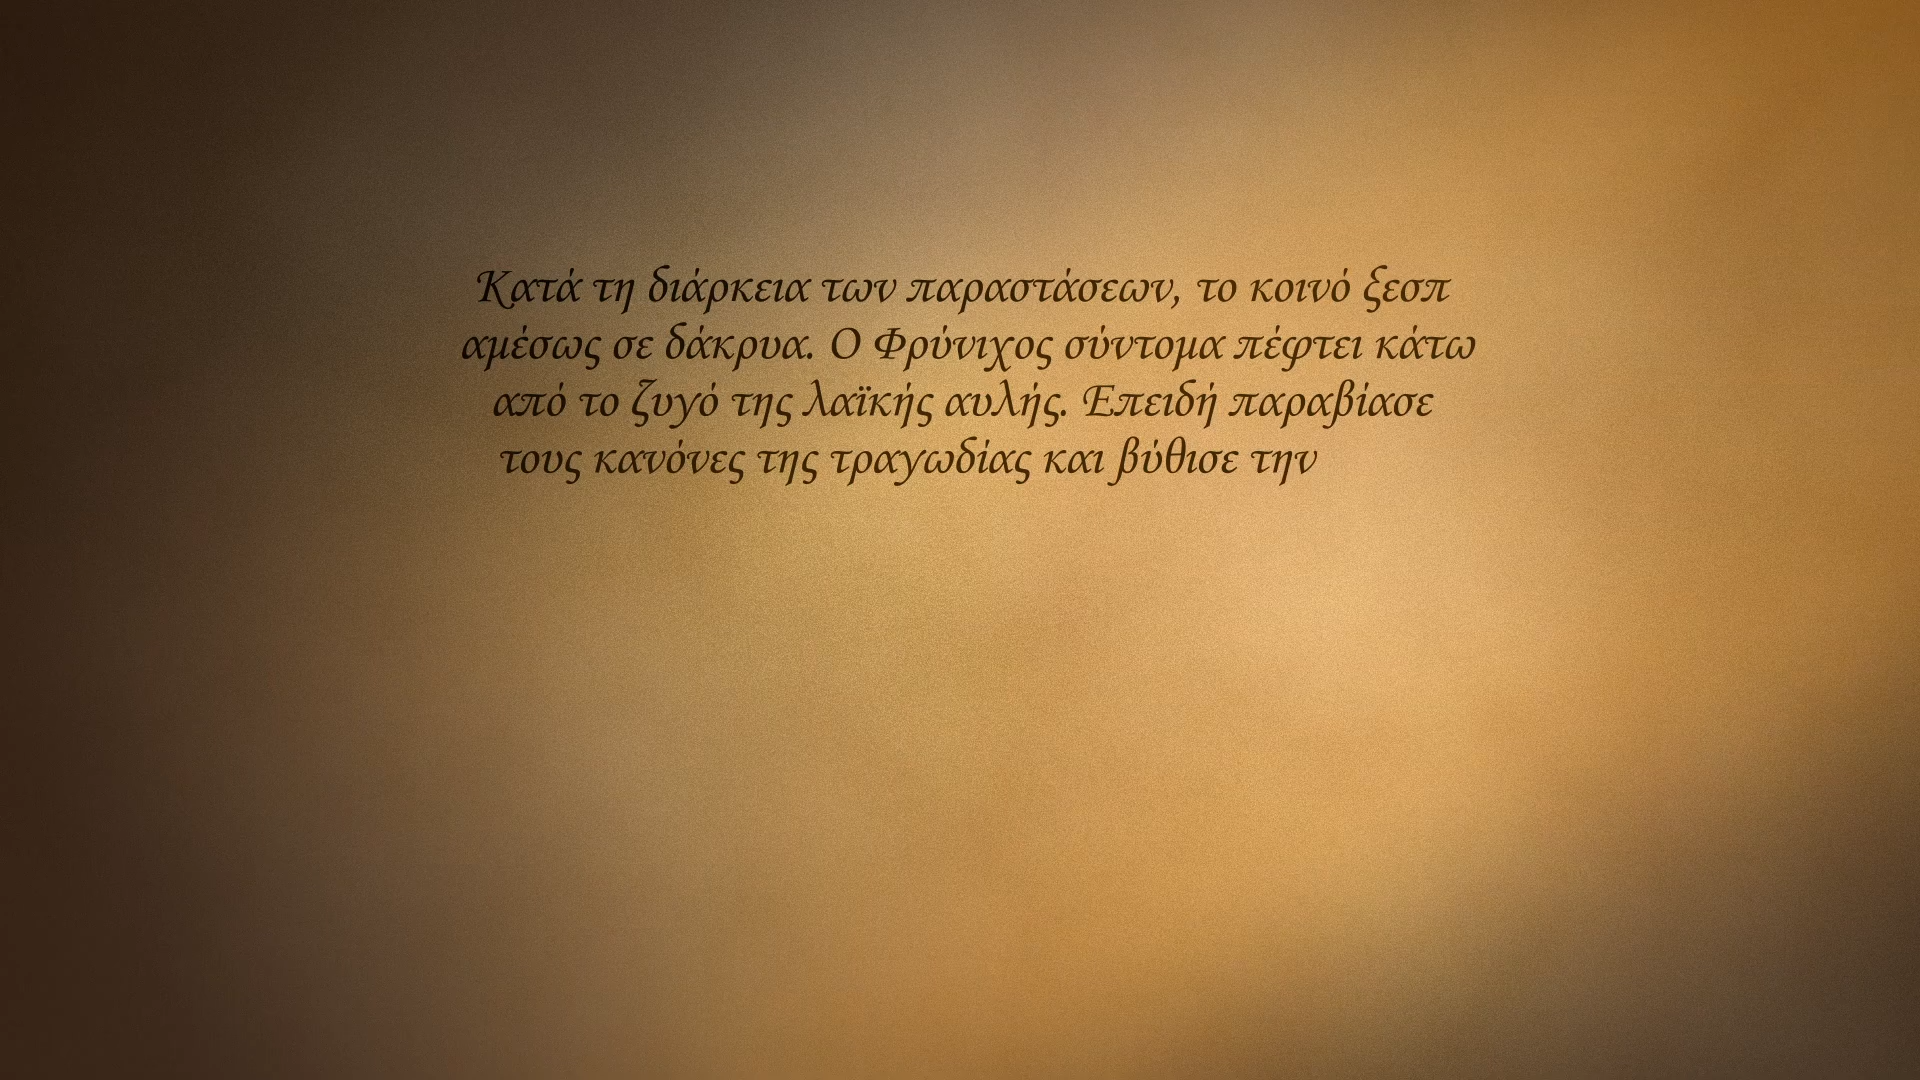 Κατά τη διάρκεια των παραστάσεων, το κοινό ξεσπ
αμέσως σε δάκρυα. Ο Φρύνιχος σύντομα πέφτει κάτω
από το ζυγό της λαϊκής αυλής. Επειδή παραβίασε
τους κανόνες της τραγωδίας και βύθισε την